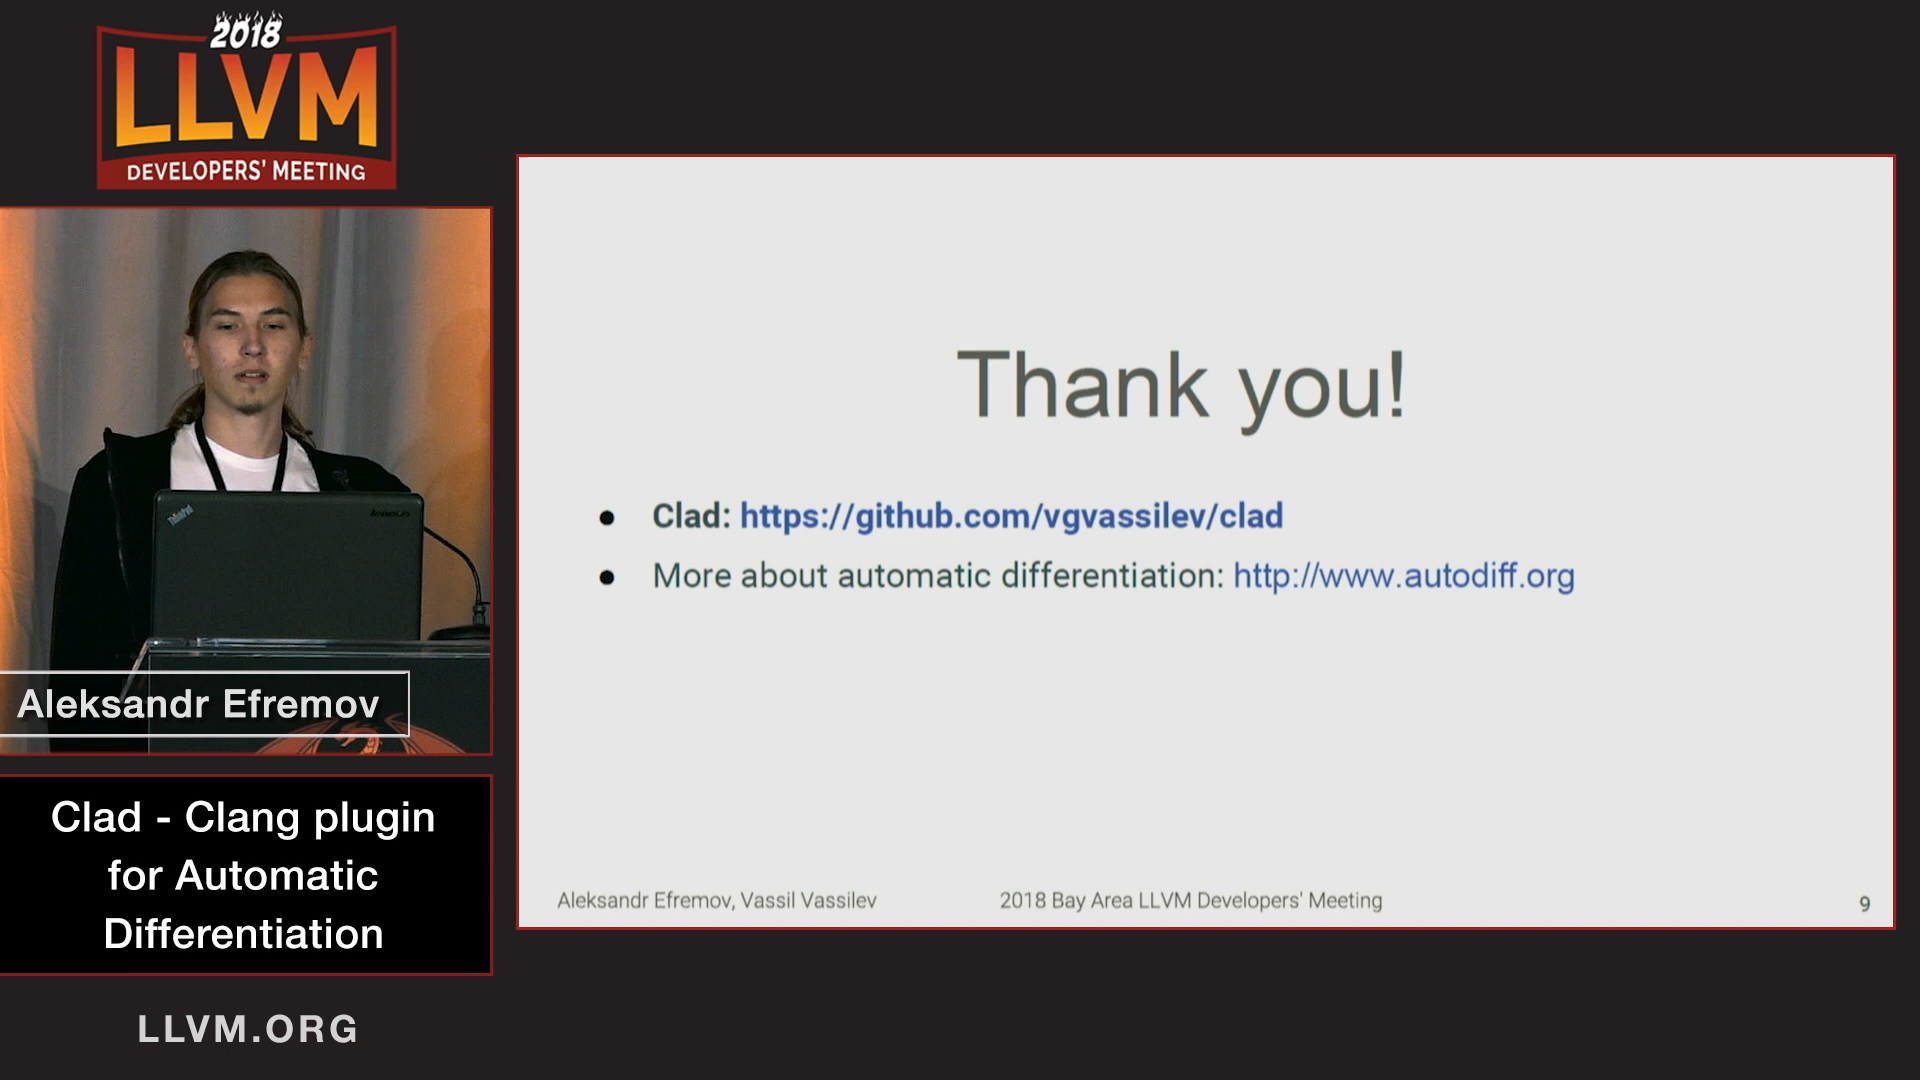 2018
LLVM
DEVELOPERS' MEETING
ThinkPad
lenovo
Aleksandr Efremov
Clad - Clang plugin
for Automatic
Differentiation
LLVM.ORG
Thank you!
● Clad: https://github.com/vgvassilev/clad
● More about automatic differentiation: http://www.autodiff.org
Aleksandr Efremov, Vassil Vassilev
2018 Bay Area LLVM Developers' Meeting
9